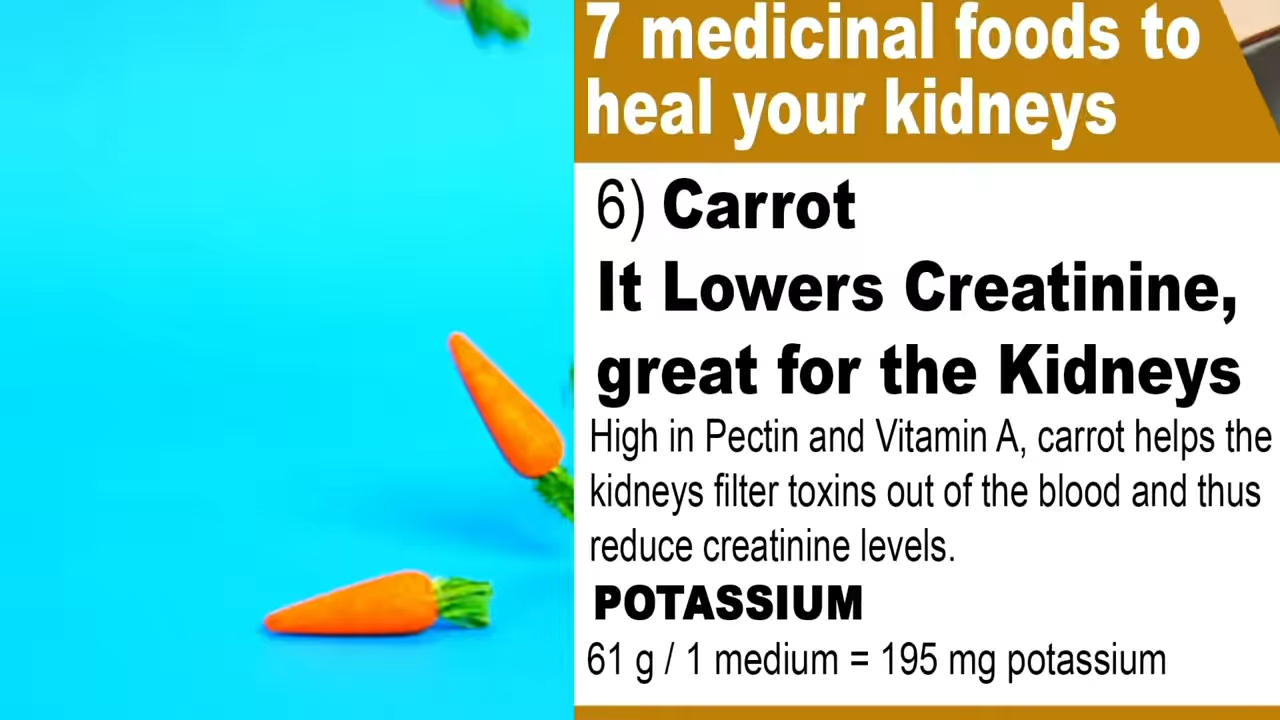 7 medicinal foods to
heal your kidneys
6) Carrot
It Lowers Creatinine,
great for the Kidneys
High in Pectin and Vitamin A, carrot helps the
kidneys filter toxins out of the blood and thus
reduce creatinine levels.
POTASSIUM
61 g / 1 medium = 195 mg potassium